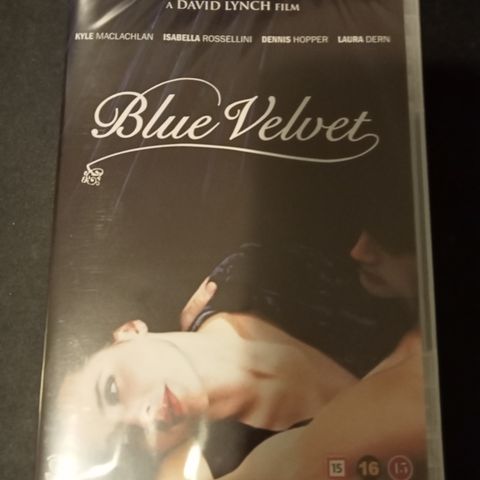 A DAVID LYNCH FILM
KYLE MACLACHLAN ISABELLA ROSSELLINI DENNIS HOPPER LAURA DERN
Blue Velvet
15 16 15